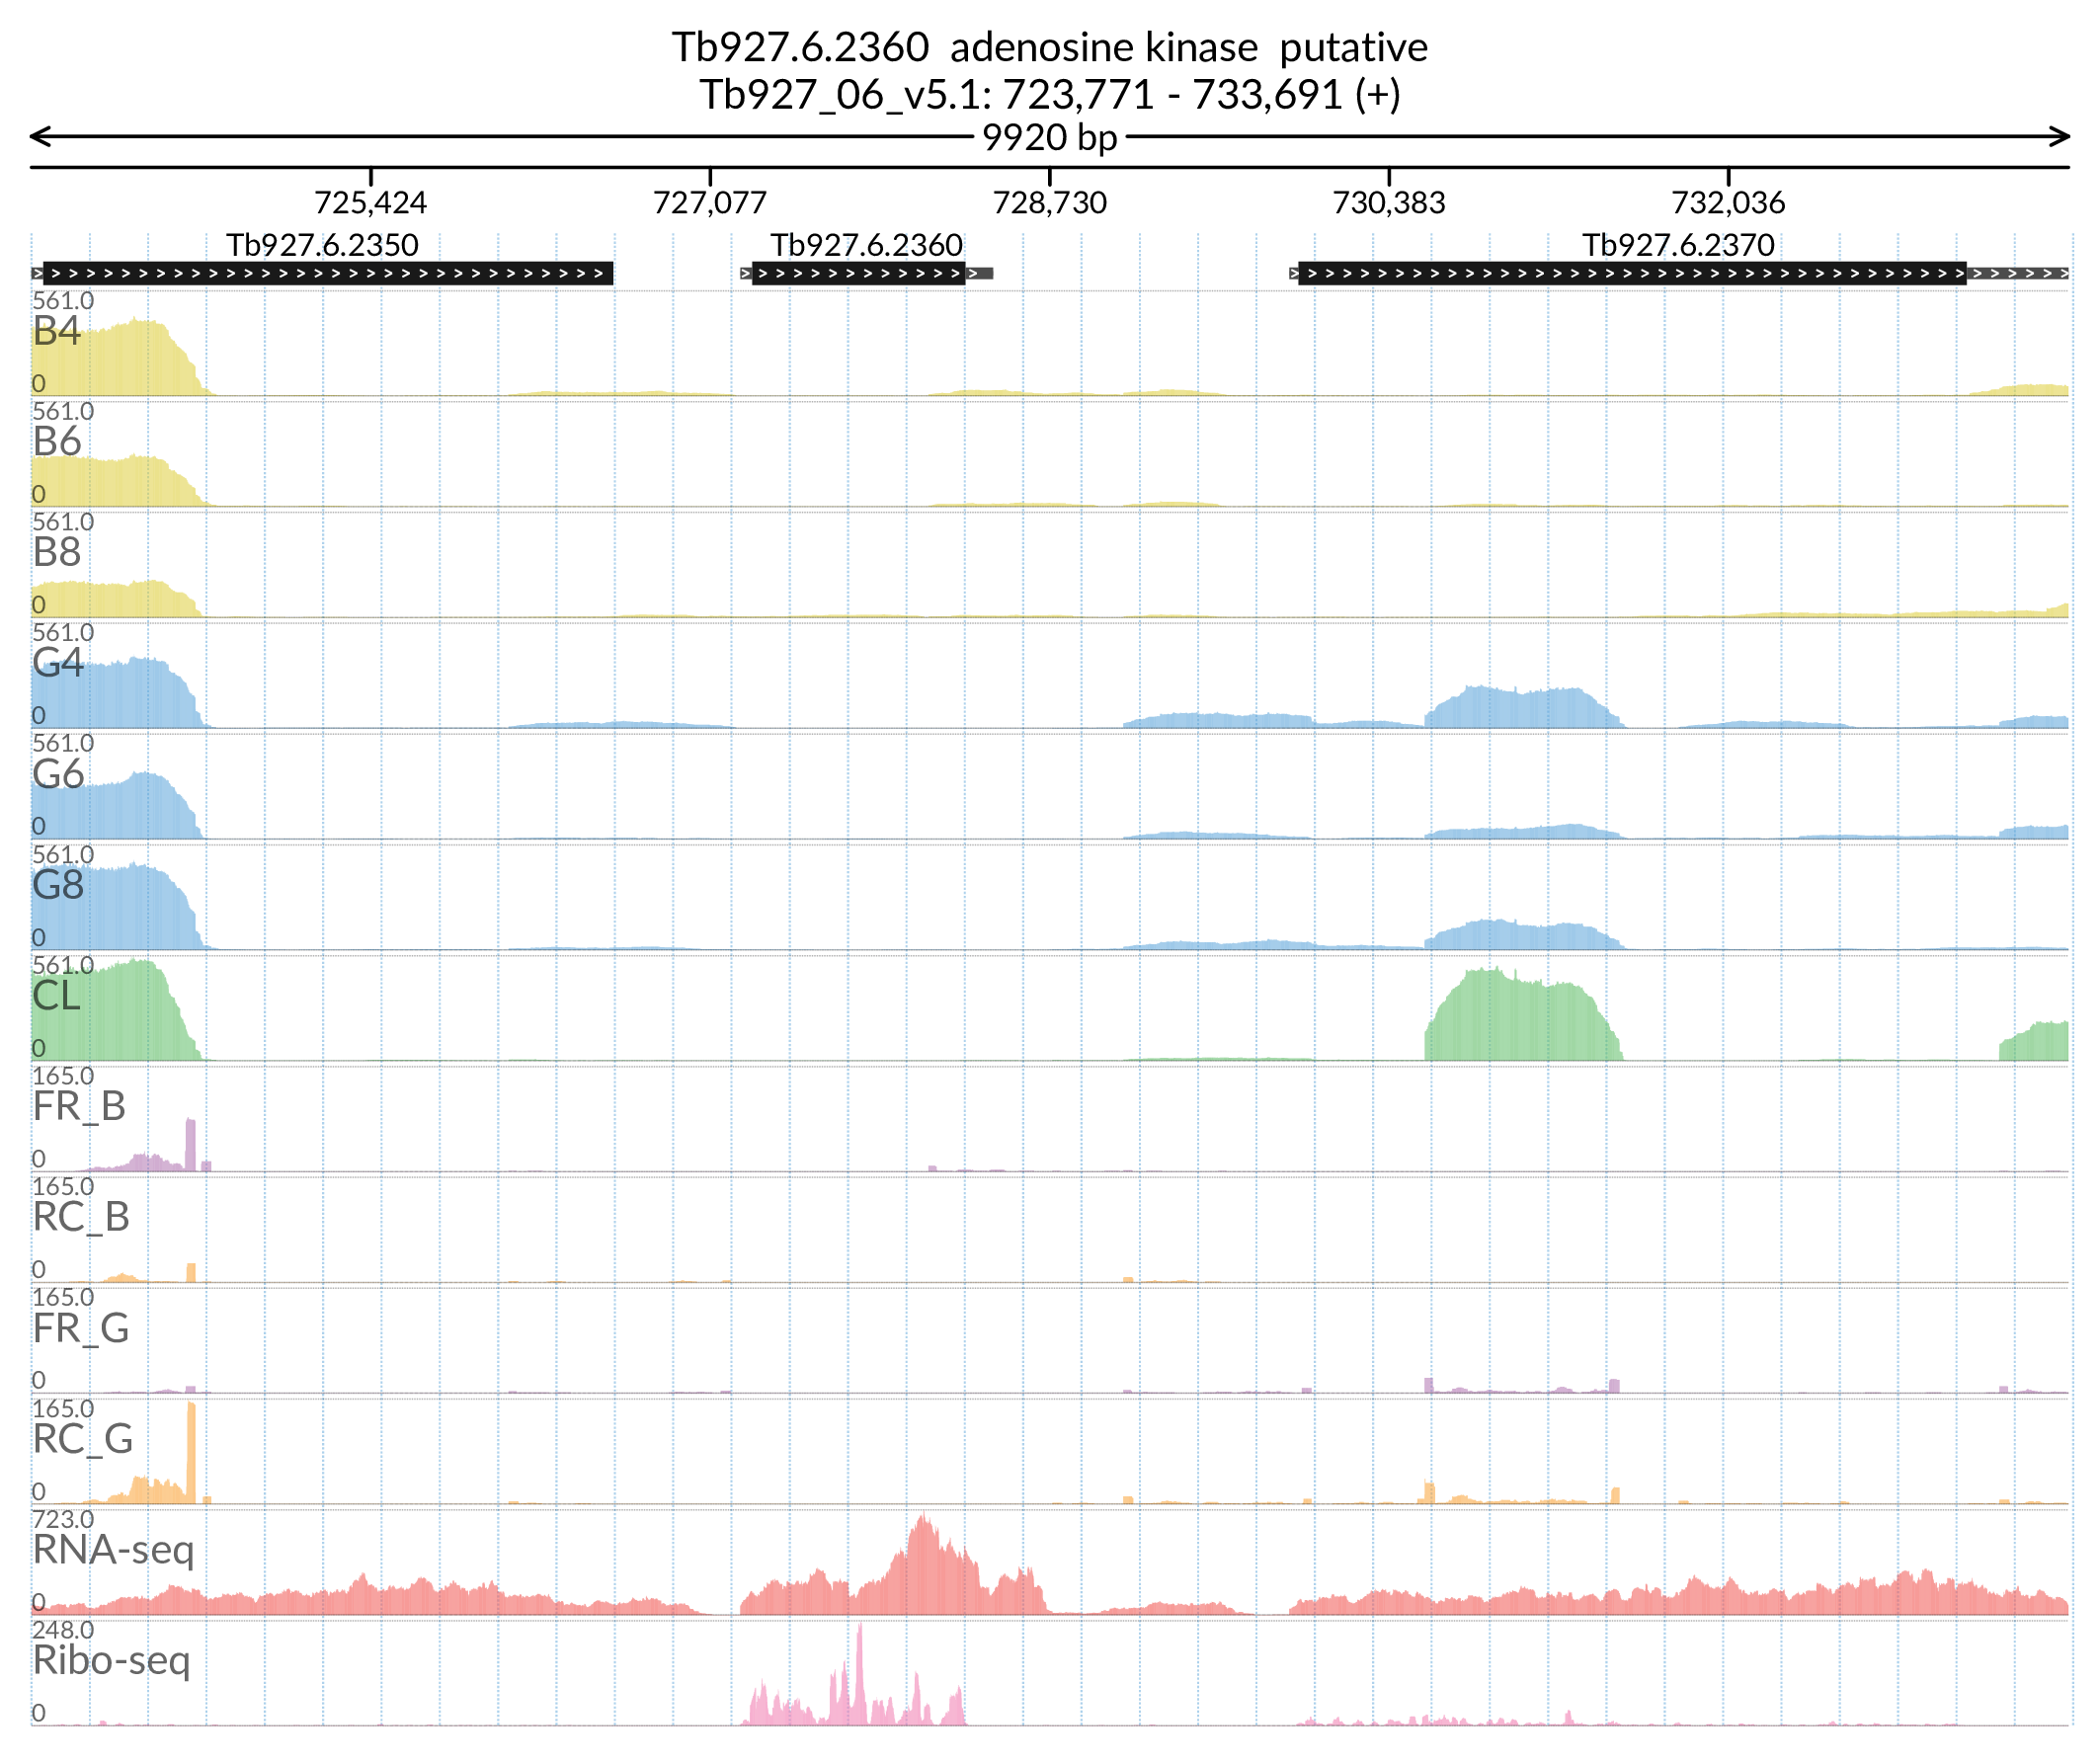 Tb927.6.2360  adenosine kinase  putative
Tb927_06_v5.1: 723,771 - 733,691 (+)
9920 bp
725,424 727,077 728,730 730,383 732,036
Tb927.6.2350 Tb927.6.2360 Tb927.6.2370
561.0
B4
0
561.0
B6
0
561.0
B8
0
561.0
G4
0
561.0
G6
0
561.0
G8
0
561.0
CL
0
165.0
FR_B
0
165.0
RC_B
0
165.0
FR_G
0
165.0
RC_G
0
723.0
RNA-seq
0
248.0
Ribo-seq
0